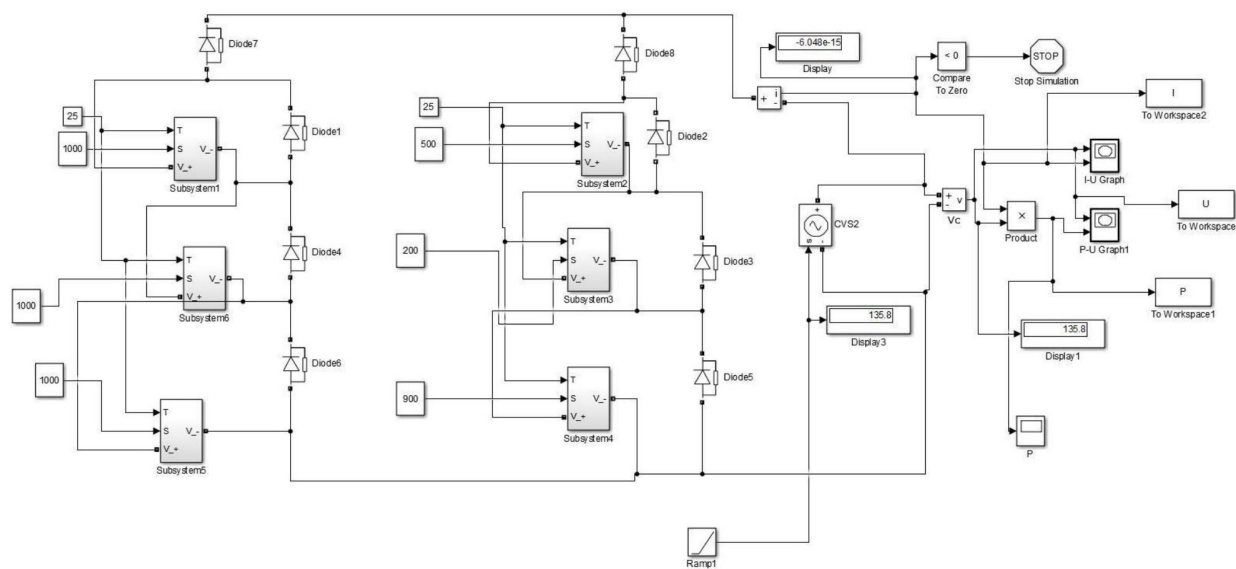 Diode7
25
1000
T
S
V_+
V_-
Subsystem1
Diode1
T
S
V_+
V_-
Subsystem6
1000
Diode4
1000
T
S
V_+
V_-
Subsystem5
Diode6
Diode8
25
500
T
S
V_+
V_-
Subsystem2
Diode2
200
T
S
V_+
V_-
Subsystem3
Diode3
900
T
S
V_+
V_-
Subsystem4
Diode5
-6.048e-15
Display
+
i
-
< 0
Compare
To Zero
STOP
Stop Simulation
I
To Workspace2
I-U Graph
+
-
s
CVS2
+
-
v
Vc
×
Product
P-U Graph1
U
To Workspace
P
To Workspace1
135.8
Display3
135.8
Display1
P
Ramp1